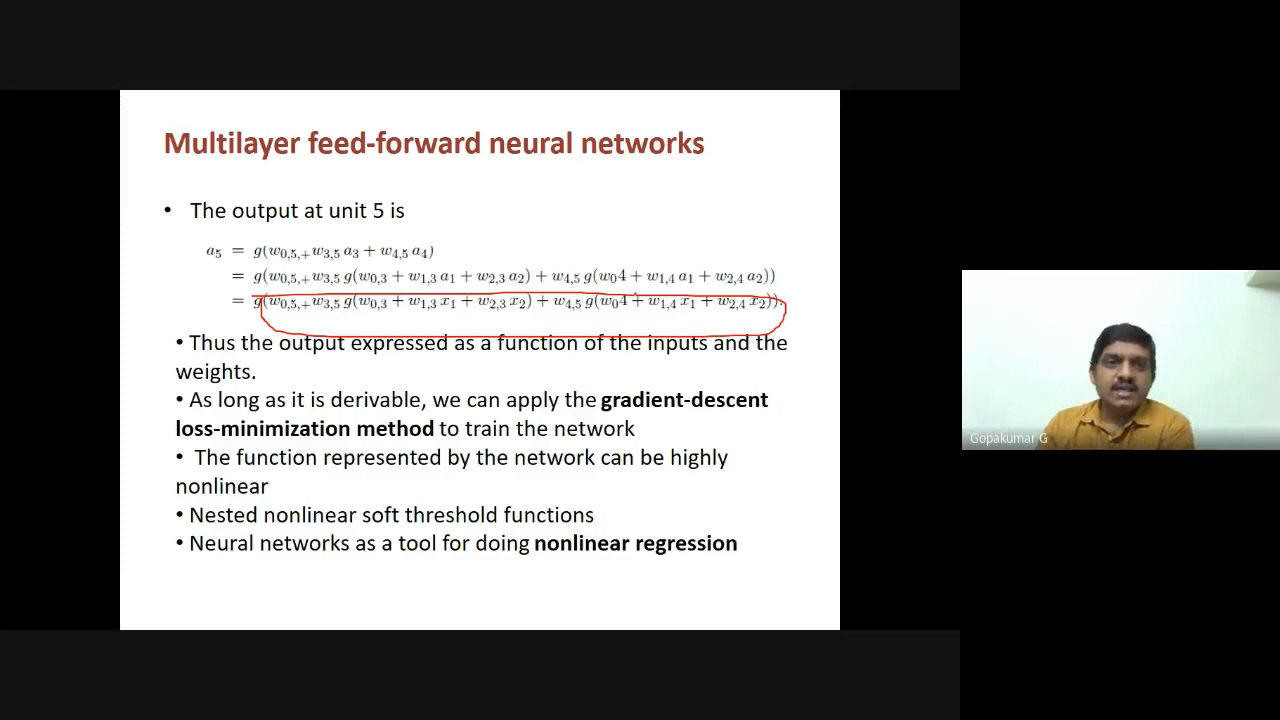 Multilayer feed-forward neural networks
• The output at unit 5 is
a5 = g(w0,5,+w3,5 a3 + w4,5 a4)
= g(w0,5,+w3,5 g(w0,3 + w1,3 a1 + w2,3 a2) + w4,5 g(w04 + w1,4 a1 + w2,4 a2))
= g(w0,5,+w3,5 g(w0,3 + w1,3 x1 + w2,3 x2) + w4,5 g(w04 + w1,4 x1 + w2,4 x2)).
• Thus the output expressed as a function of the inputs and the
weights.
• As long as it is derivable, we can apply the gradient-descent
loss-minimization method to train the network
• The function represented by the network can be highly
nonlinear
• Nested nonlinear soft threshold functions
• Neural networks as a tool for doing nonlinear regression
Gopakumar G